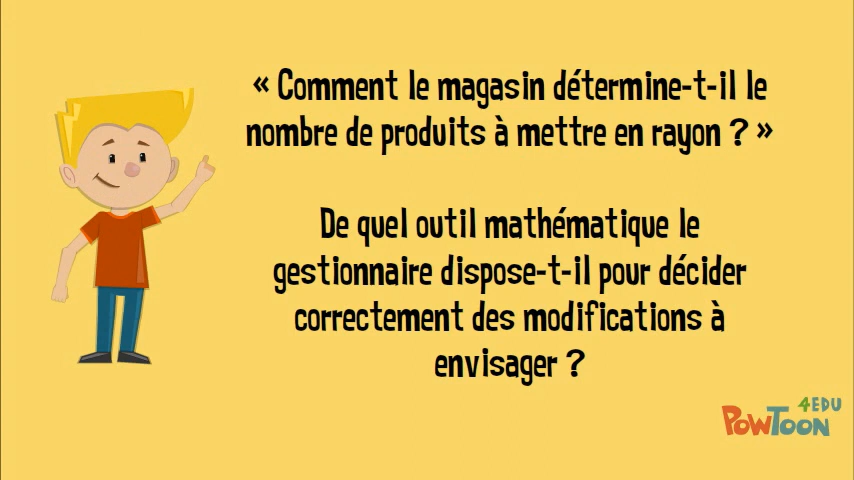 « Comment le magasin détermine-t-il le
nombre de produits à mettre en rayon ? »
De quel outil mathématique le
gestionnaire dispose-t-il pour décider
correctement des modifications à
envisager ?
4EDU
POWTOON